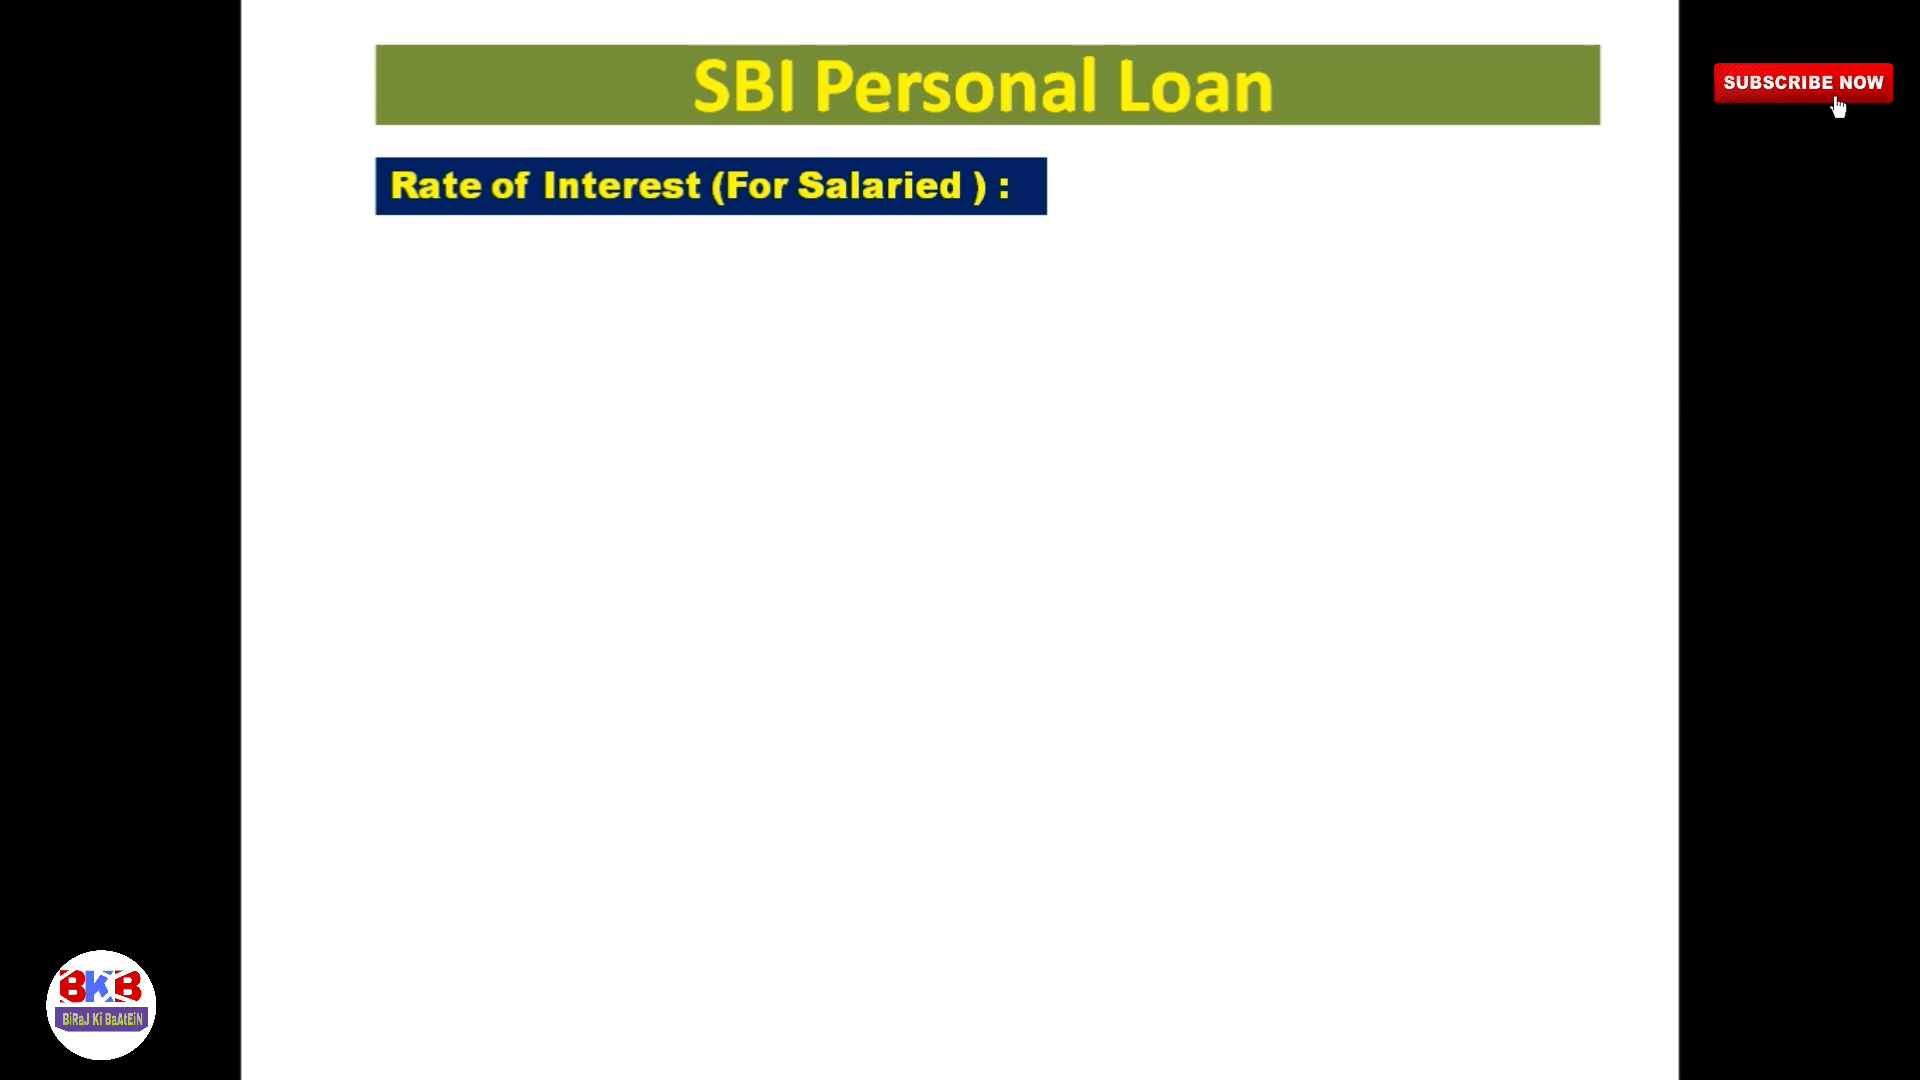 SBI Personal Loan
SUBSCRIBE NOW
Rate of Interest (For Salaried ) :
BKB
BiRaJ Ki BaAtEiN